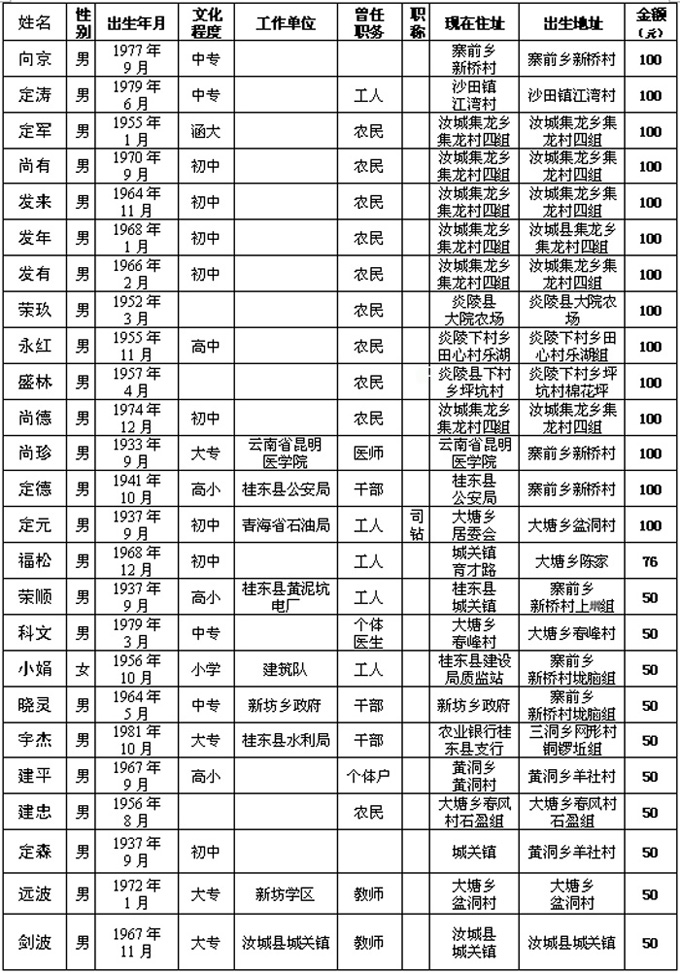 姓名 性别 出生年月 文化程度 工作单位 曾任职务 职称 现在住址 出生地址 金额（元）
向京 男 1977年9月 中专 寨前乡新桥村 寨前乡新桥村 100
定涛 男 1979年6月 中专 工人 沙田镇江湾村 沙田镇江湾村 100
定军 男 1955年1月 涵大 农民 汝城集龙乡集龙村四组 汝城集龙乡集龙村四组 100
尚有 男 1970年9月 初中 农民 汝城集龙乡集龙村四组 汝城集龙乡集龙村四组 100
发来 男 1964年11月 初中 农民 汝城集龙乡集龙村四组 汝城集龙乡集龙村四组 100
发年 男 1968年1月 初中 农民 汝城集龙乡集龙村四组 汝城县集龙乡集龙村四组 100
发有 男 1966年2月 初中 农民 汝城集龙乡集龙村四组 汝城集龙乡集龙村四组 100
荣玖 男 1952年3月 农民 炎陵县大院农场 炎陵县大院农场 100
永红 男 1955年11月 高中 农民 炎陵下村乡田心村乐湖 炎陵下村乡田心村乐湖组 100
盛林 男 1957年4月 农民 炎陵县下村乡坪坑村 炎陵下村乡坪坑村棉花坪 100
尚德 男 1974年12月 初中 农民 汝城集龙乡集龙村四组 汝城集龙乡集龙村四组 100
尚珍 男 1933年9月 大专 云南省昆明医学院 医师 云南省昆明医学院 寨前乡新桥村 100
定德 男 1941年10月 高小 桂东县公安局 干部 桂东县公安局 寨前乡新桥村 100
定元 男 1937年9月 初中 青海省石油局 工人 司钻 大塘乡居委会 大塘乡盆洞村 100
福松 男 1968年12月 初中 工人 城关镇育才路 大塘乡陈家 76
荣顺 男 1937年9月 高小 桂东县黄泥坑电厂 工人 桂东县城关镇 寨前乡新桥村上圳组 50
科文 男 1979年3月 中专 个体医生 大塘乡春峰村 大塘乡春峰村 50
小娟 女 1956年10月 小学 建筑队 工人 桂东县建设局质监站 寨前乡新桥村垅脑组 50
晓灵 男 1964年5月 中专 新坊乡政府 干部 新坊乡政府 寨前乡新桥村垅脑组 50
宇杰 男 1981年10月 大专 桂东县水利局 干部 农业银行桂东县支行 三洞乡网形村铜锣坵组 50
建平 男 1967年9月 高小 个体户 黄洞乡黄洞村 黄洞乡羊社村 50
建忠 男 1956年8月 农民 大塘乡春风村石盈组 大塘乡春风村石盈组 50
定森 男 1937年9月 初中 城关镇 黄洞乡羊社村 50
远波 男 1972年1月 大专 新坊学区 教师 大塘乡盆洞村 大塘乡盆洞村 50
剑波 男 1967年11月 大专 汝城县城关镇 教师 汝城县城关镇 汝城县城关镇 50